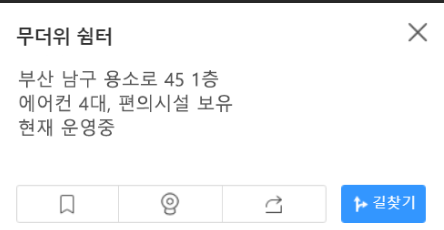 무더위 쉼터
부산 남구 용소로 45 1층
에어컨 4대, 편의시설 보유
현재 운영중
길찾기